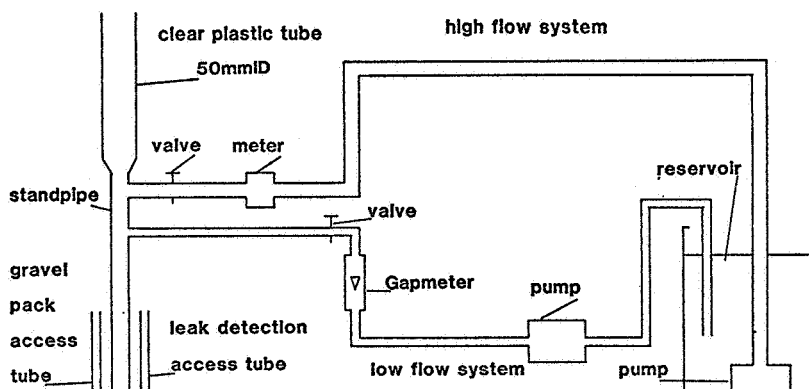 high flow system
clear plastic tube
50mmID
valve
meter
reservoir
standpipe
valve
gravel
pack
access
tube
Gapmeter
pump
leak detection
access tube
low flow system
pump